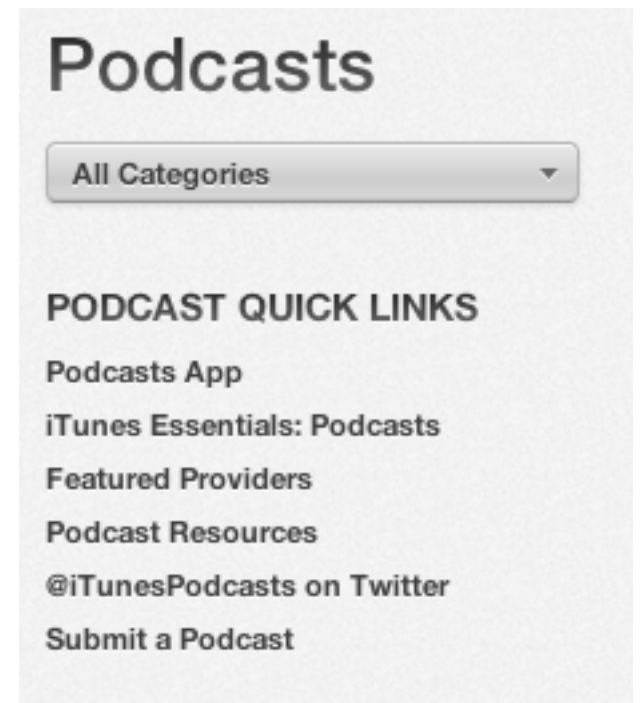 Podcasts
All Categories
PODCAST QUICK LINKS
Podcasts App
iTunes Essentials: Podcasts
Featured Providers
Podcast Resources
@iTunesPodcasts on Twitter
Submit a Podcast